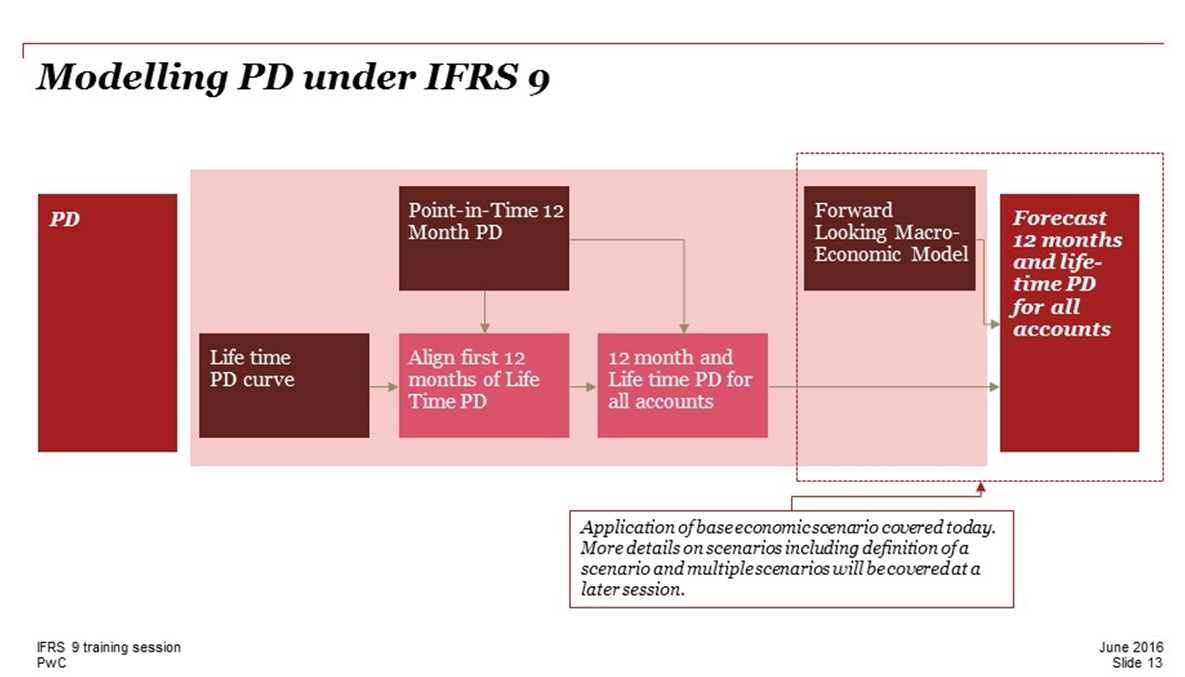 Modelling PD under IFRS 9
PD
Point-in-Time 12
Month PD
Forward
Looking Macro-
Economic Model
Forecast
12 months
and life-
time PD
for all
accounts
Life time
PD curve
Align first 12
months of Life
Time PD
12 month and
Life time PD for
all accounts
Application of base economic scenario covered today.
More details on scenarios including definition of a
scenario and multiple scenarios will be covered at a
later session.
IFRS 9 training session
PwC
June 2016
Slide 13